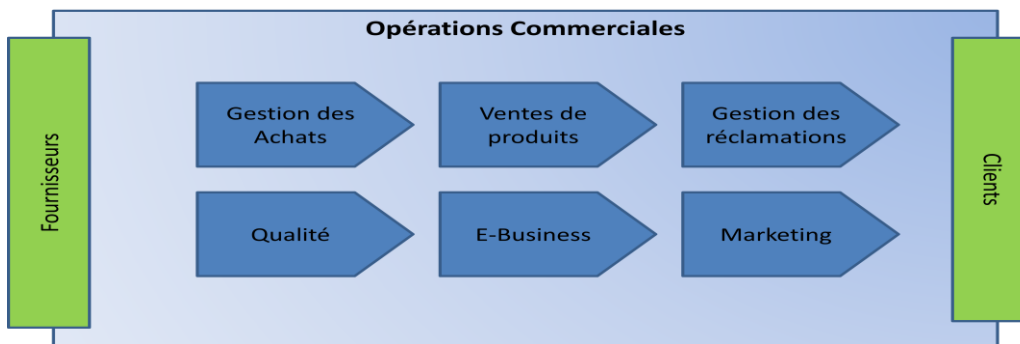 Opérations Commerciales
Fournisseurs
Gestion des
Achats
Ventes de
produits
Gestion des
réclamations
Qualité
E-Business
Marketing
Clients